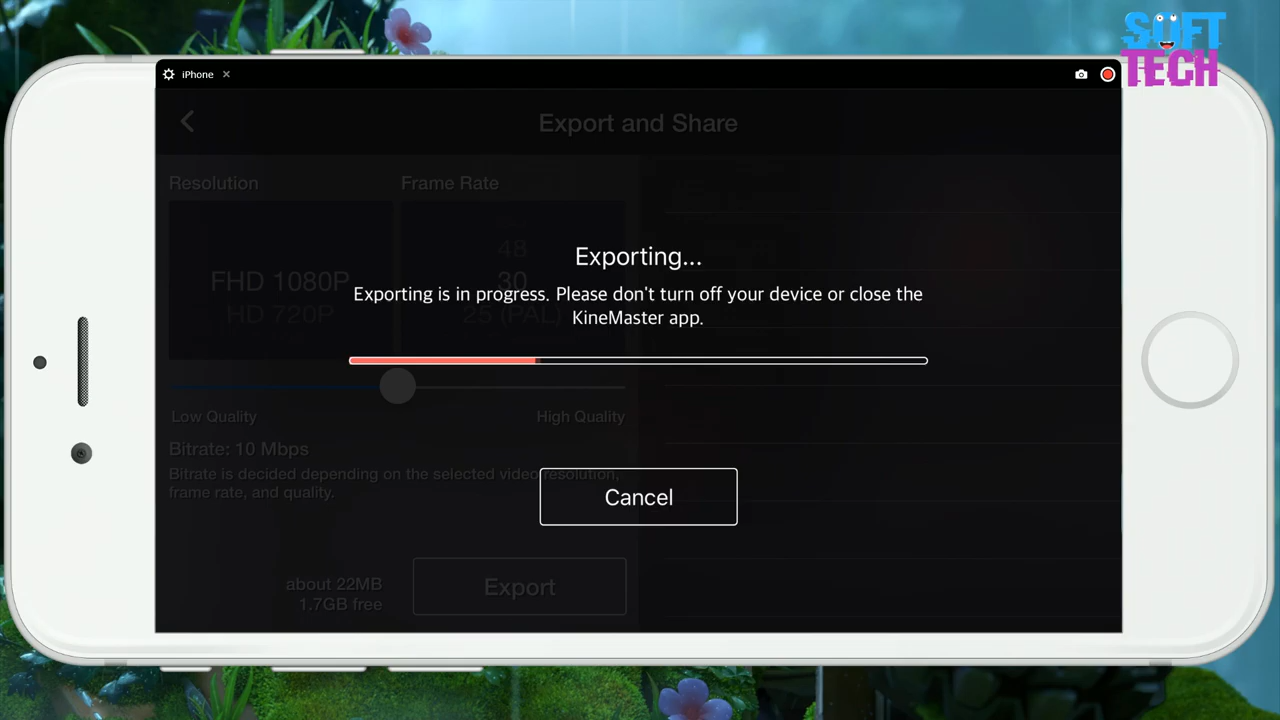 SOFT
TECH
iPhone
Export and Share
Resolution
Frame Rate
48
FHD 1080P
30
HD 720P
25 (PAL)
Exporting...
Exporting is in progress. Please don't turn off your device or close the
KineMaster app.
Low Quality
High Quality
Bitrate: 10 Mbps
Bitrate is decided depending on the selected video resolution,
frame rate, and quality.
Cancel
about 22MB
1.7GB free
Export